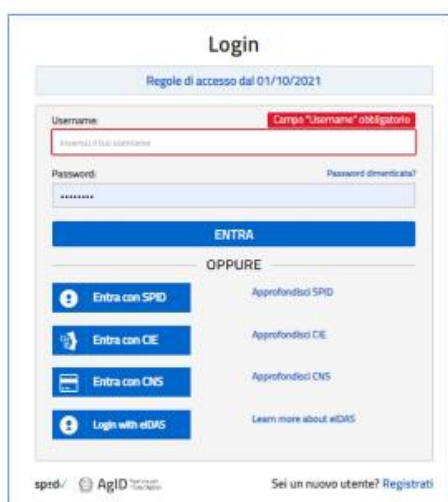 Login
Regole di accesso dal 01/10/2021
Username: Campo "Username" obbligatorio
Inserisci il tuo username
Password: Password dimenticata?
••••••••
ENTRA
OPPURE
Entra con SPID Approfondisci SPID
Entra con CIE Approfondisci CIE
Entra con CNS Approfondisci CNS
Login with eIDAS Learn more about eIDAS
sp:d AgID Sei un nuovo utente? Registrati